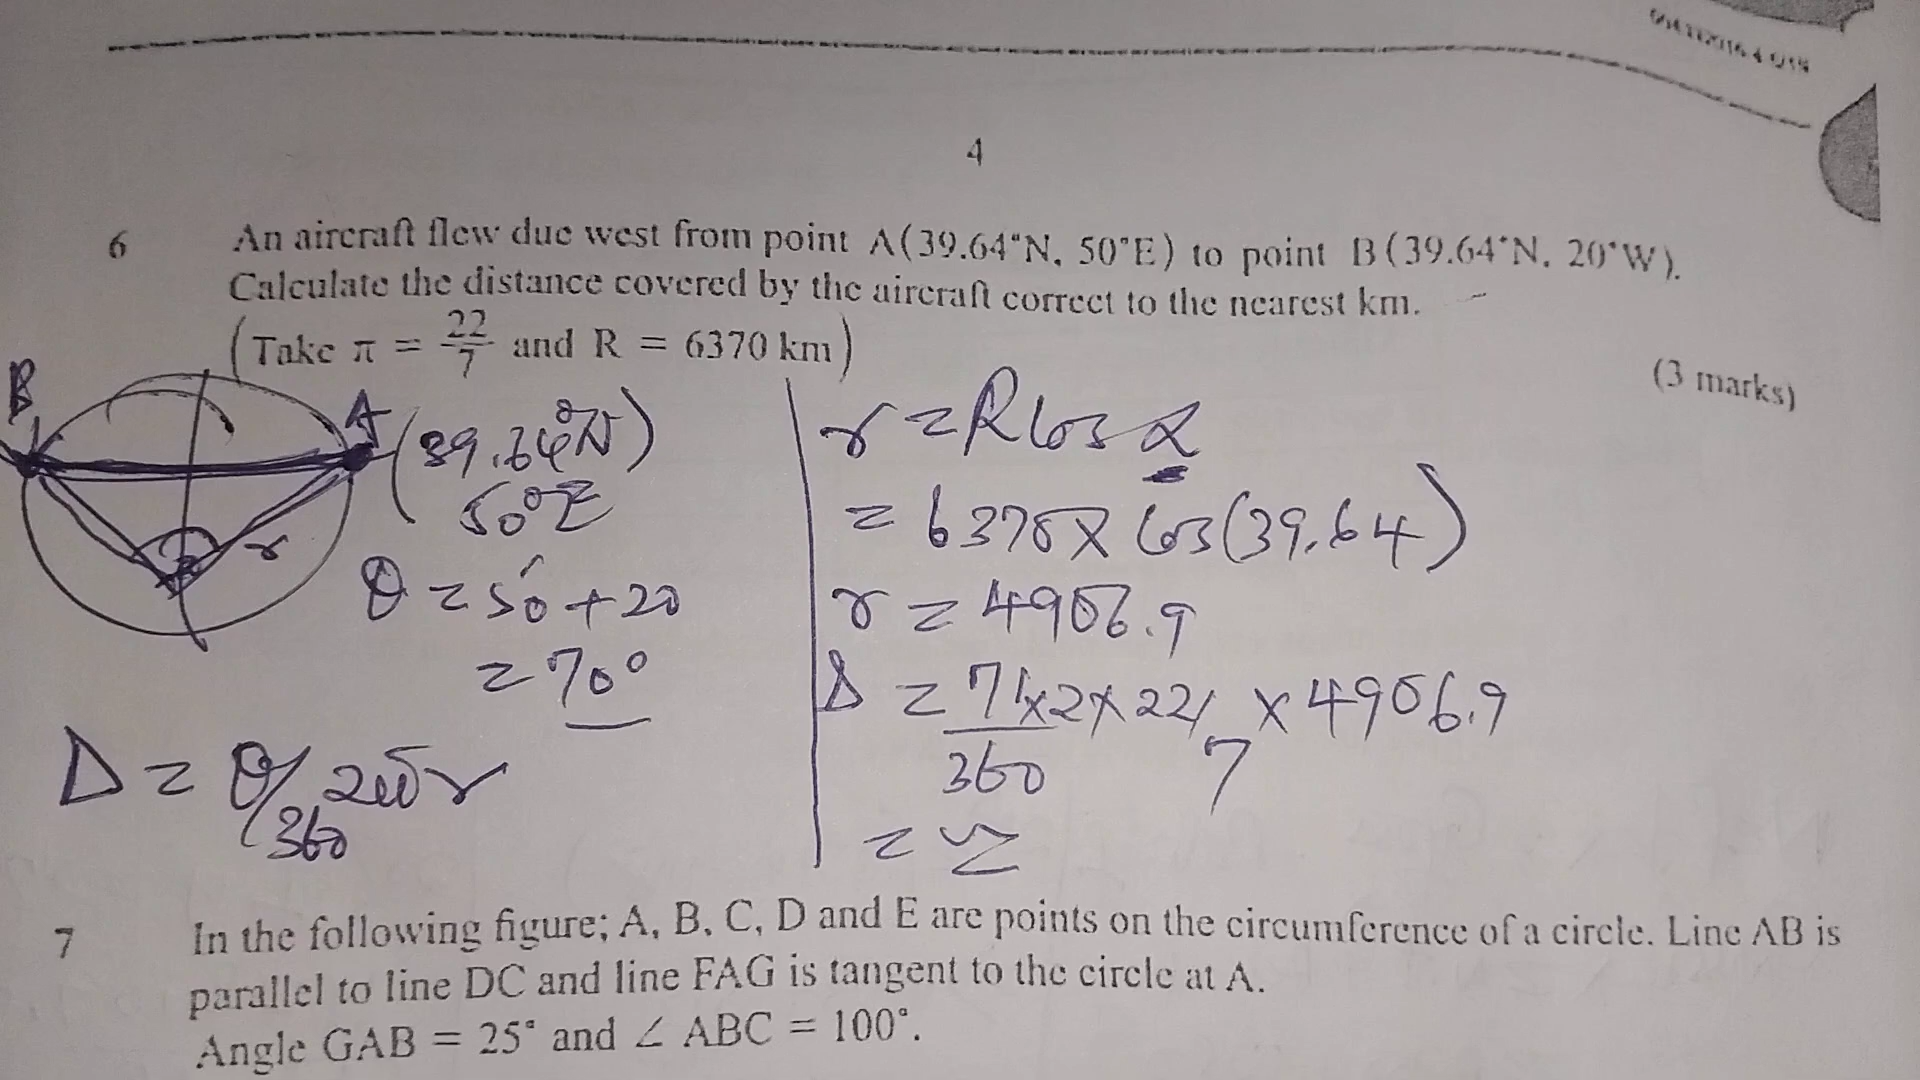 4
6 An aircraft flew due west from point A(39.64°N, 50°E) to point B(39.64°N, 20°W).
Calculate the distance covered by the aircraft correct to the nearest km.
(Take π = 22/7 and R = 6370 km)
(3 marks)
B
A (39.64°N)
50°E
r
θ = 50 + 20
= 70°
D = θ/360 2πr
r = R cos α
= 6370 × cos(39.64)
r = 4906.9
D = 7 × 2 × 22/7 × 4906.9
360
=
7 In the following figure; A, B, C, D and E are points on the circumference of a circle. Line AB is
parallel to line DC and line FAG is tangent to the circle at A.
Angle GAB = 25° and ∠ ABC = 100°.